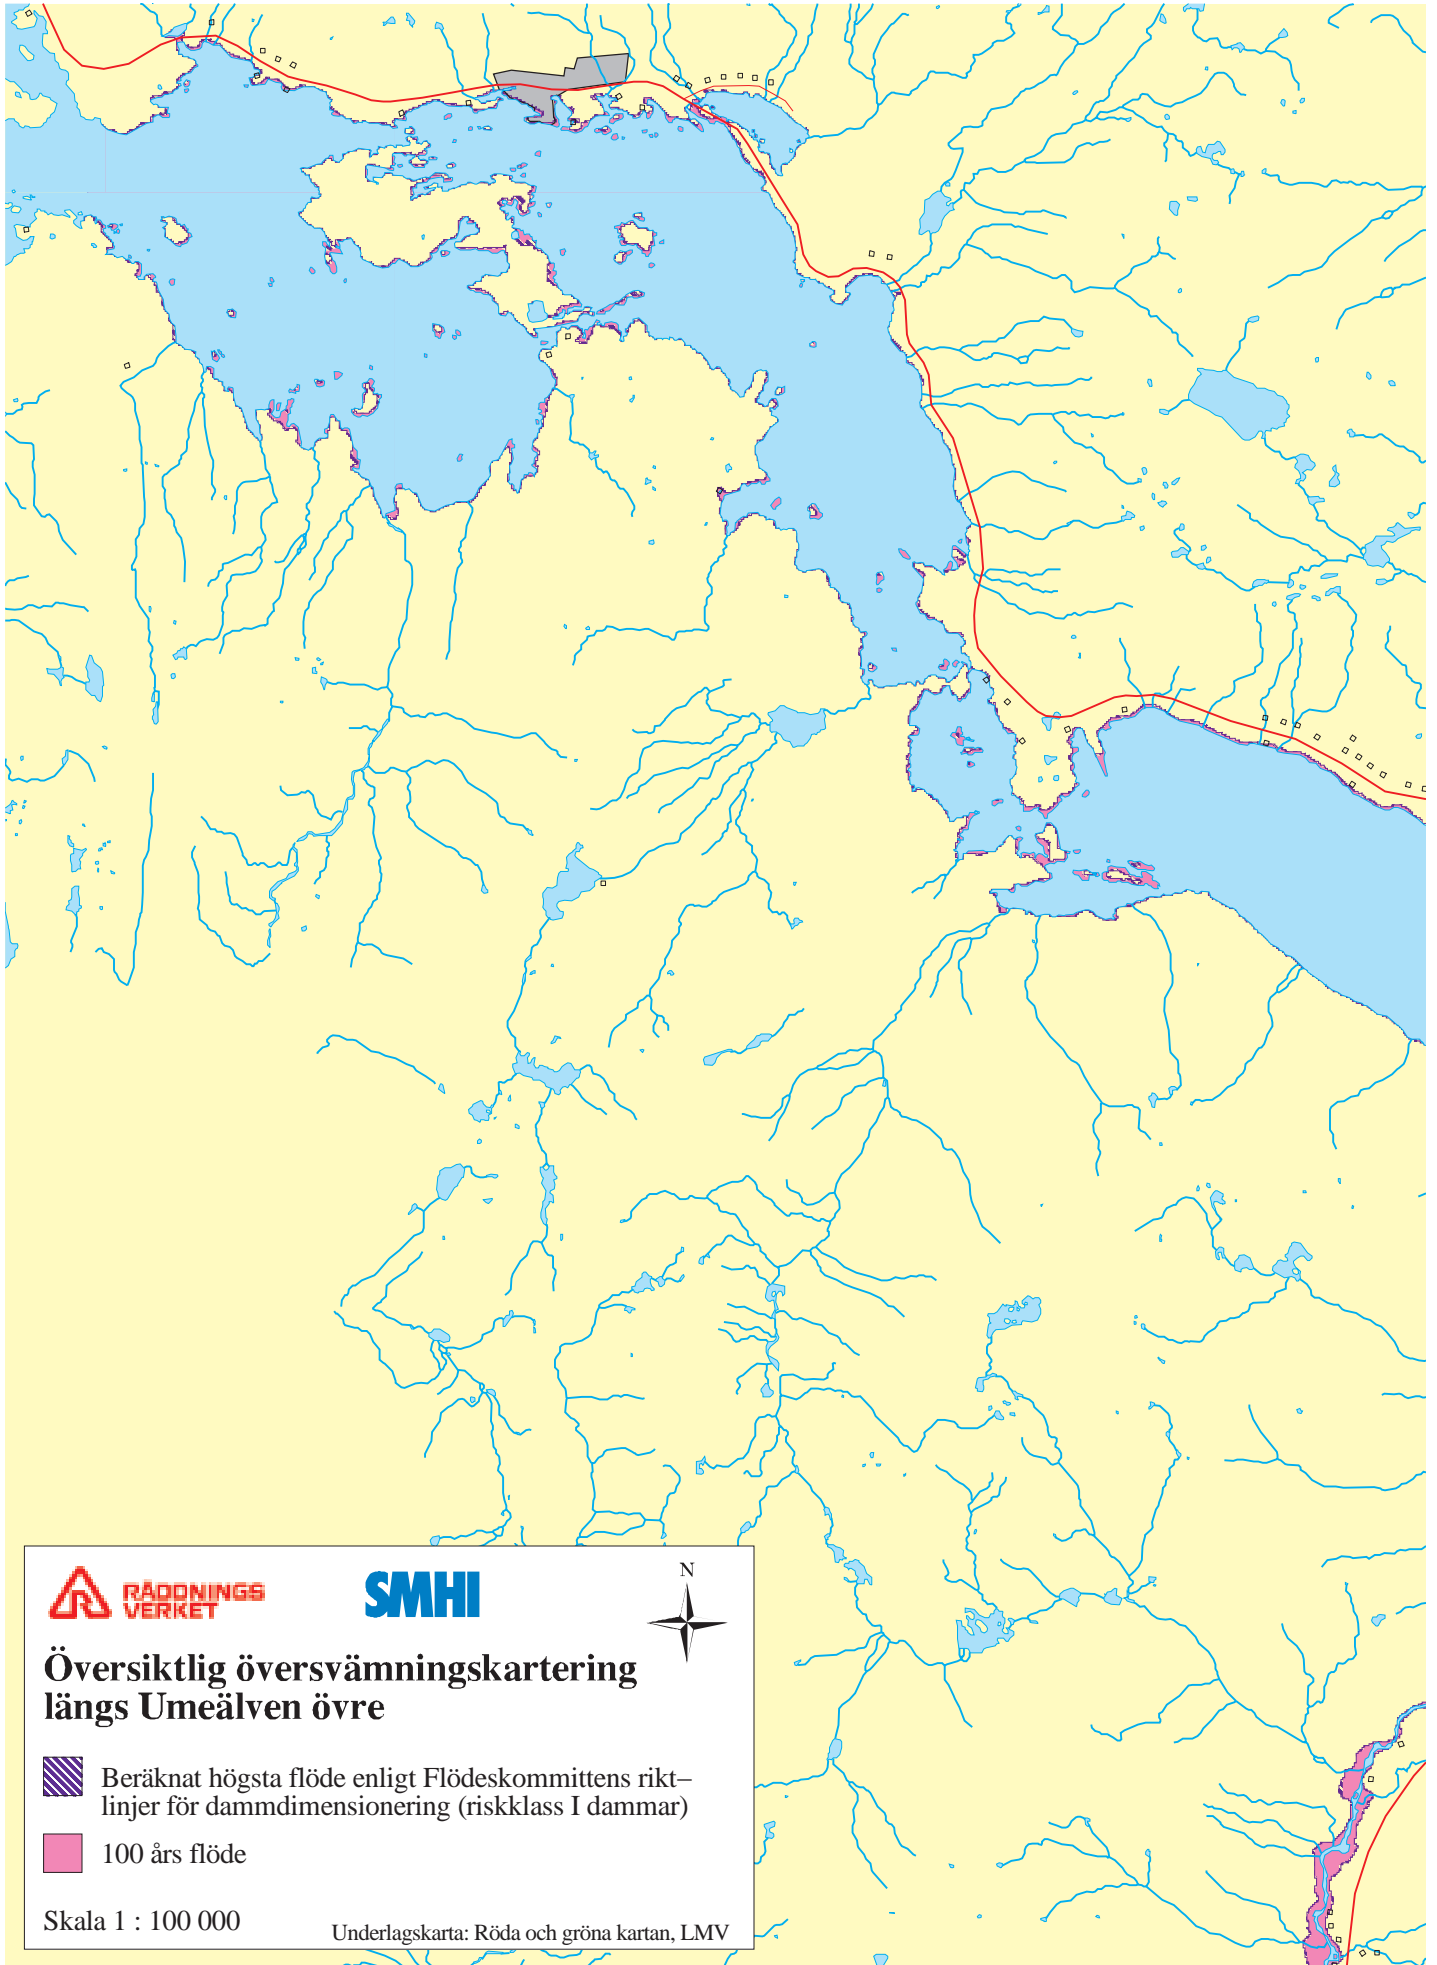 RÄDDNINGS
VERKET
SMHI
N
Översiktlig översvämningskartering
längs Umeälven övre
Beräknat högsta flöde enligt Flödeskommittens rikt–
linjer för dammdimensionering (riskklass I dammar)
100 års flöde
Skala 1 : 100 000
Underlagskarta: Röda och gröna kartan, LMV